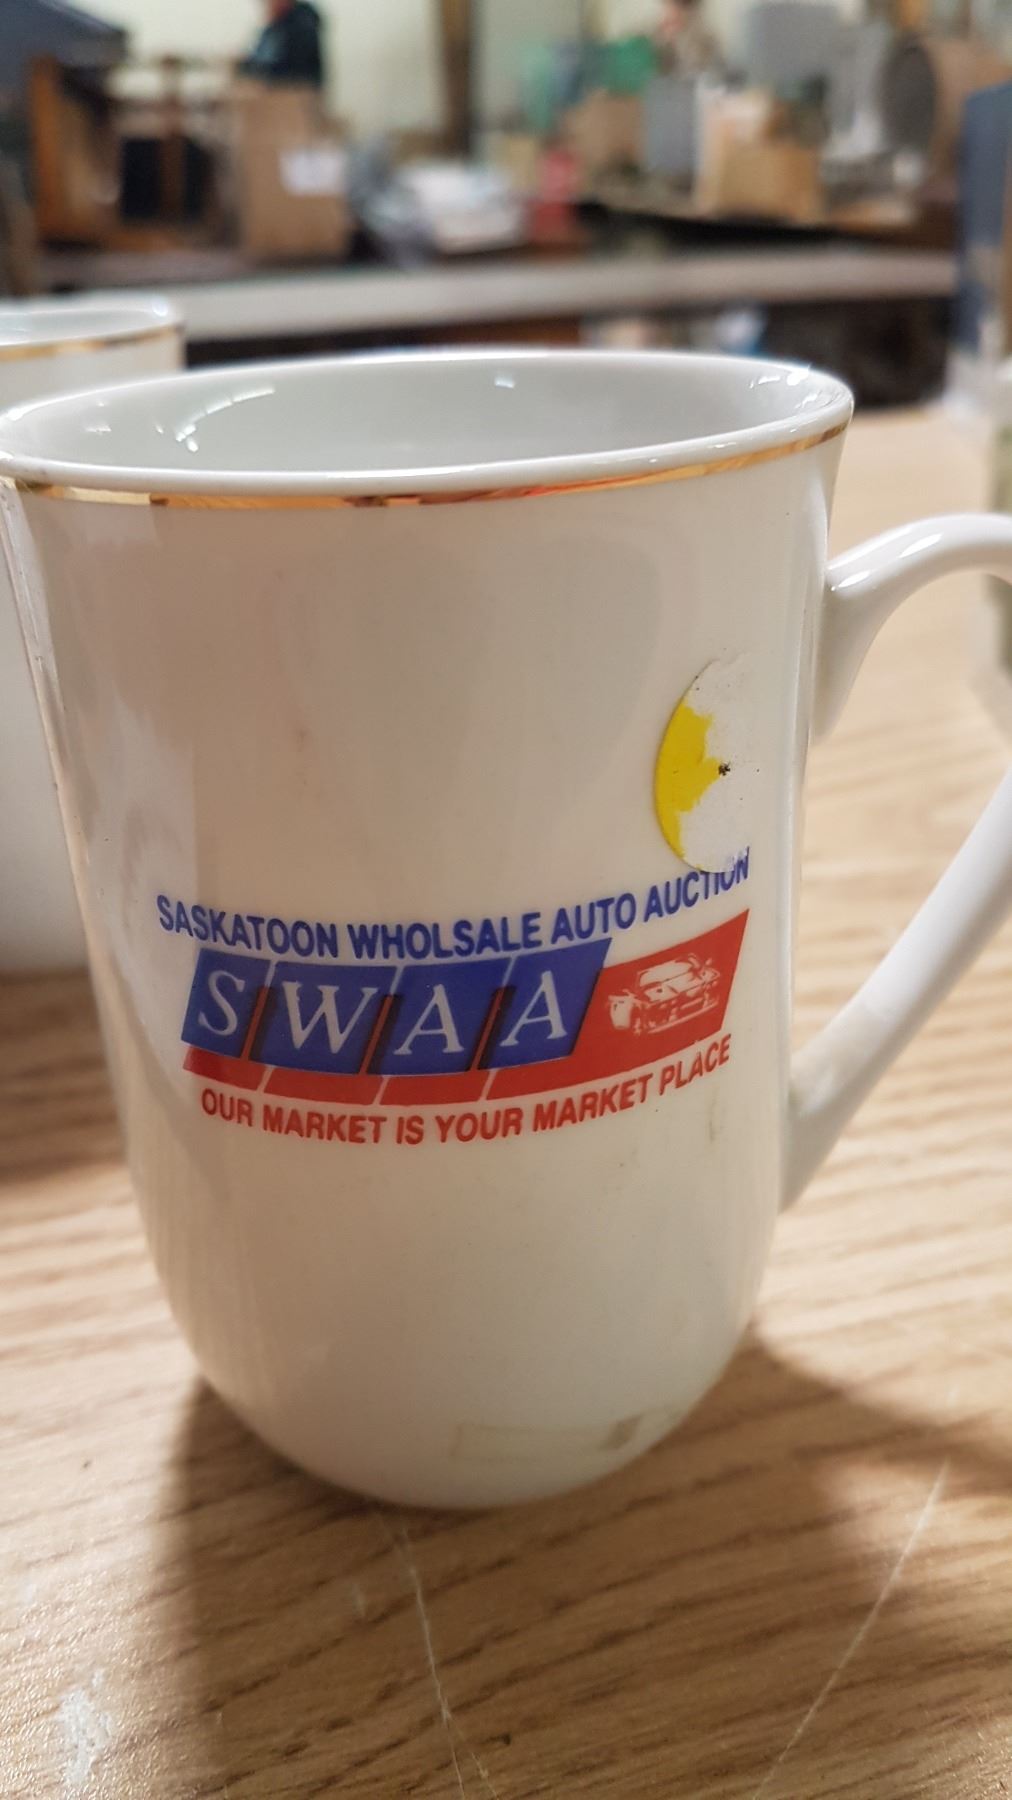 SASKATOON WHOLSALE AUTO AUCTION
SWAA
OUR MARKET IS YOUR MARKET PLACE